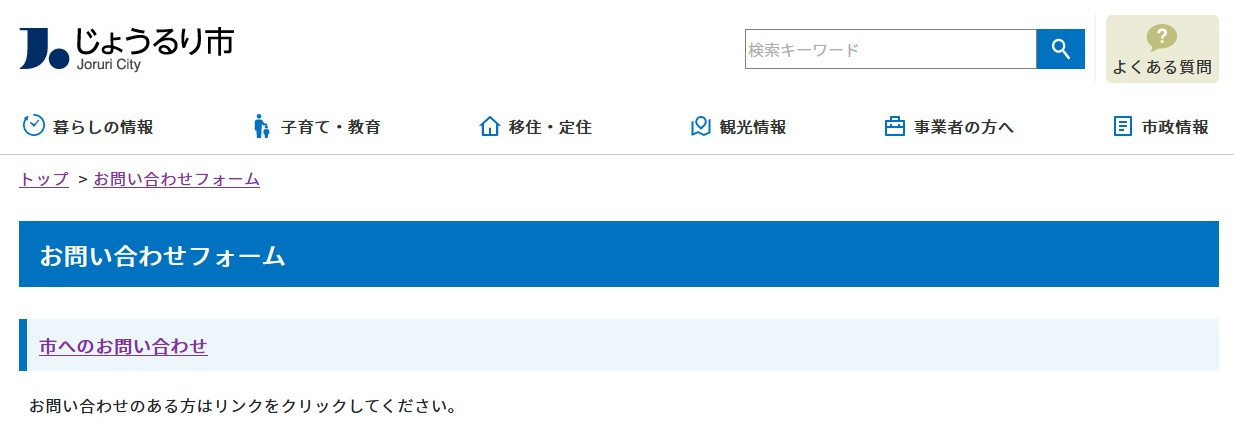 じょうるり市
Joruri City
検索キーワード
よくある質問
暮らしの情報 子育て・教育 移住・定住 観光情報 事業者の方へ 市政情報
トップ > お問い合わせフォーム
お問い合わせフォーム
市へのお問い合わせ
お問い合わせのある方はリンクをクリックしてください。